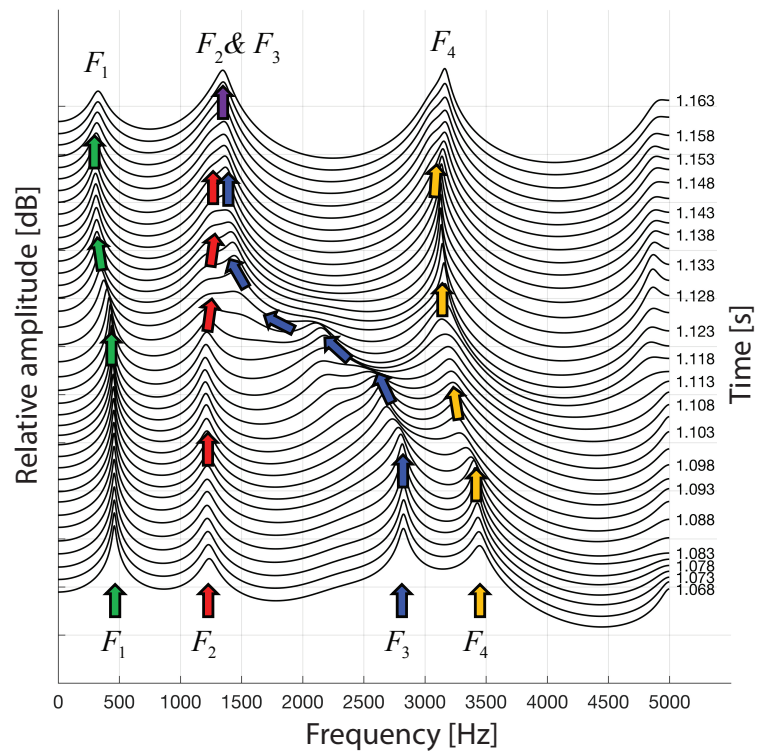 F₂ & F₃
F₄
F₁
1.163
1.158
1.153
1.148
1.143
1.138
1.133
1.128
1.123
1.118
1.113
1.108
1.103
1.098
1.093
1.088
1.083
1.078
1.073
1.068
Relative amplitude [dB]
Time [s]
F₁
F₂
F₃
F₄
0 500 1000 1500 2000 2500 3000 3500 4000 4500 5000
Frequency [Hz]